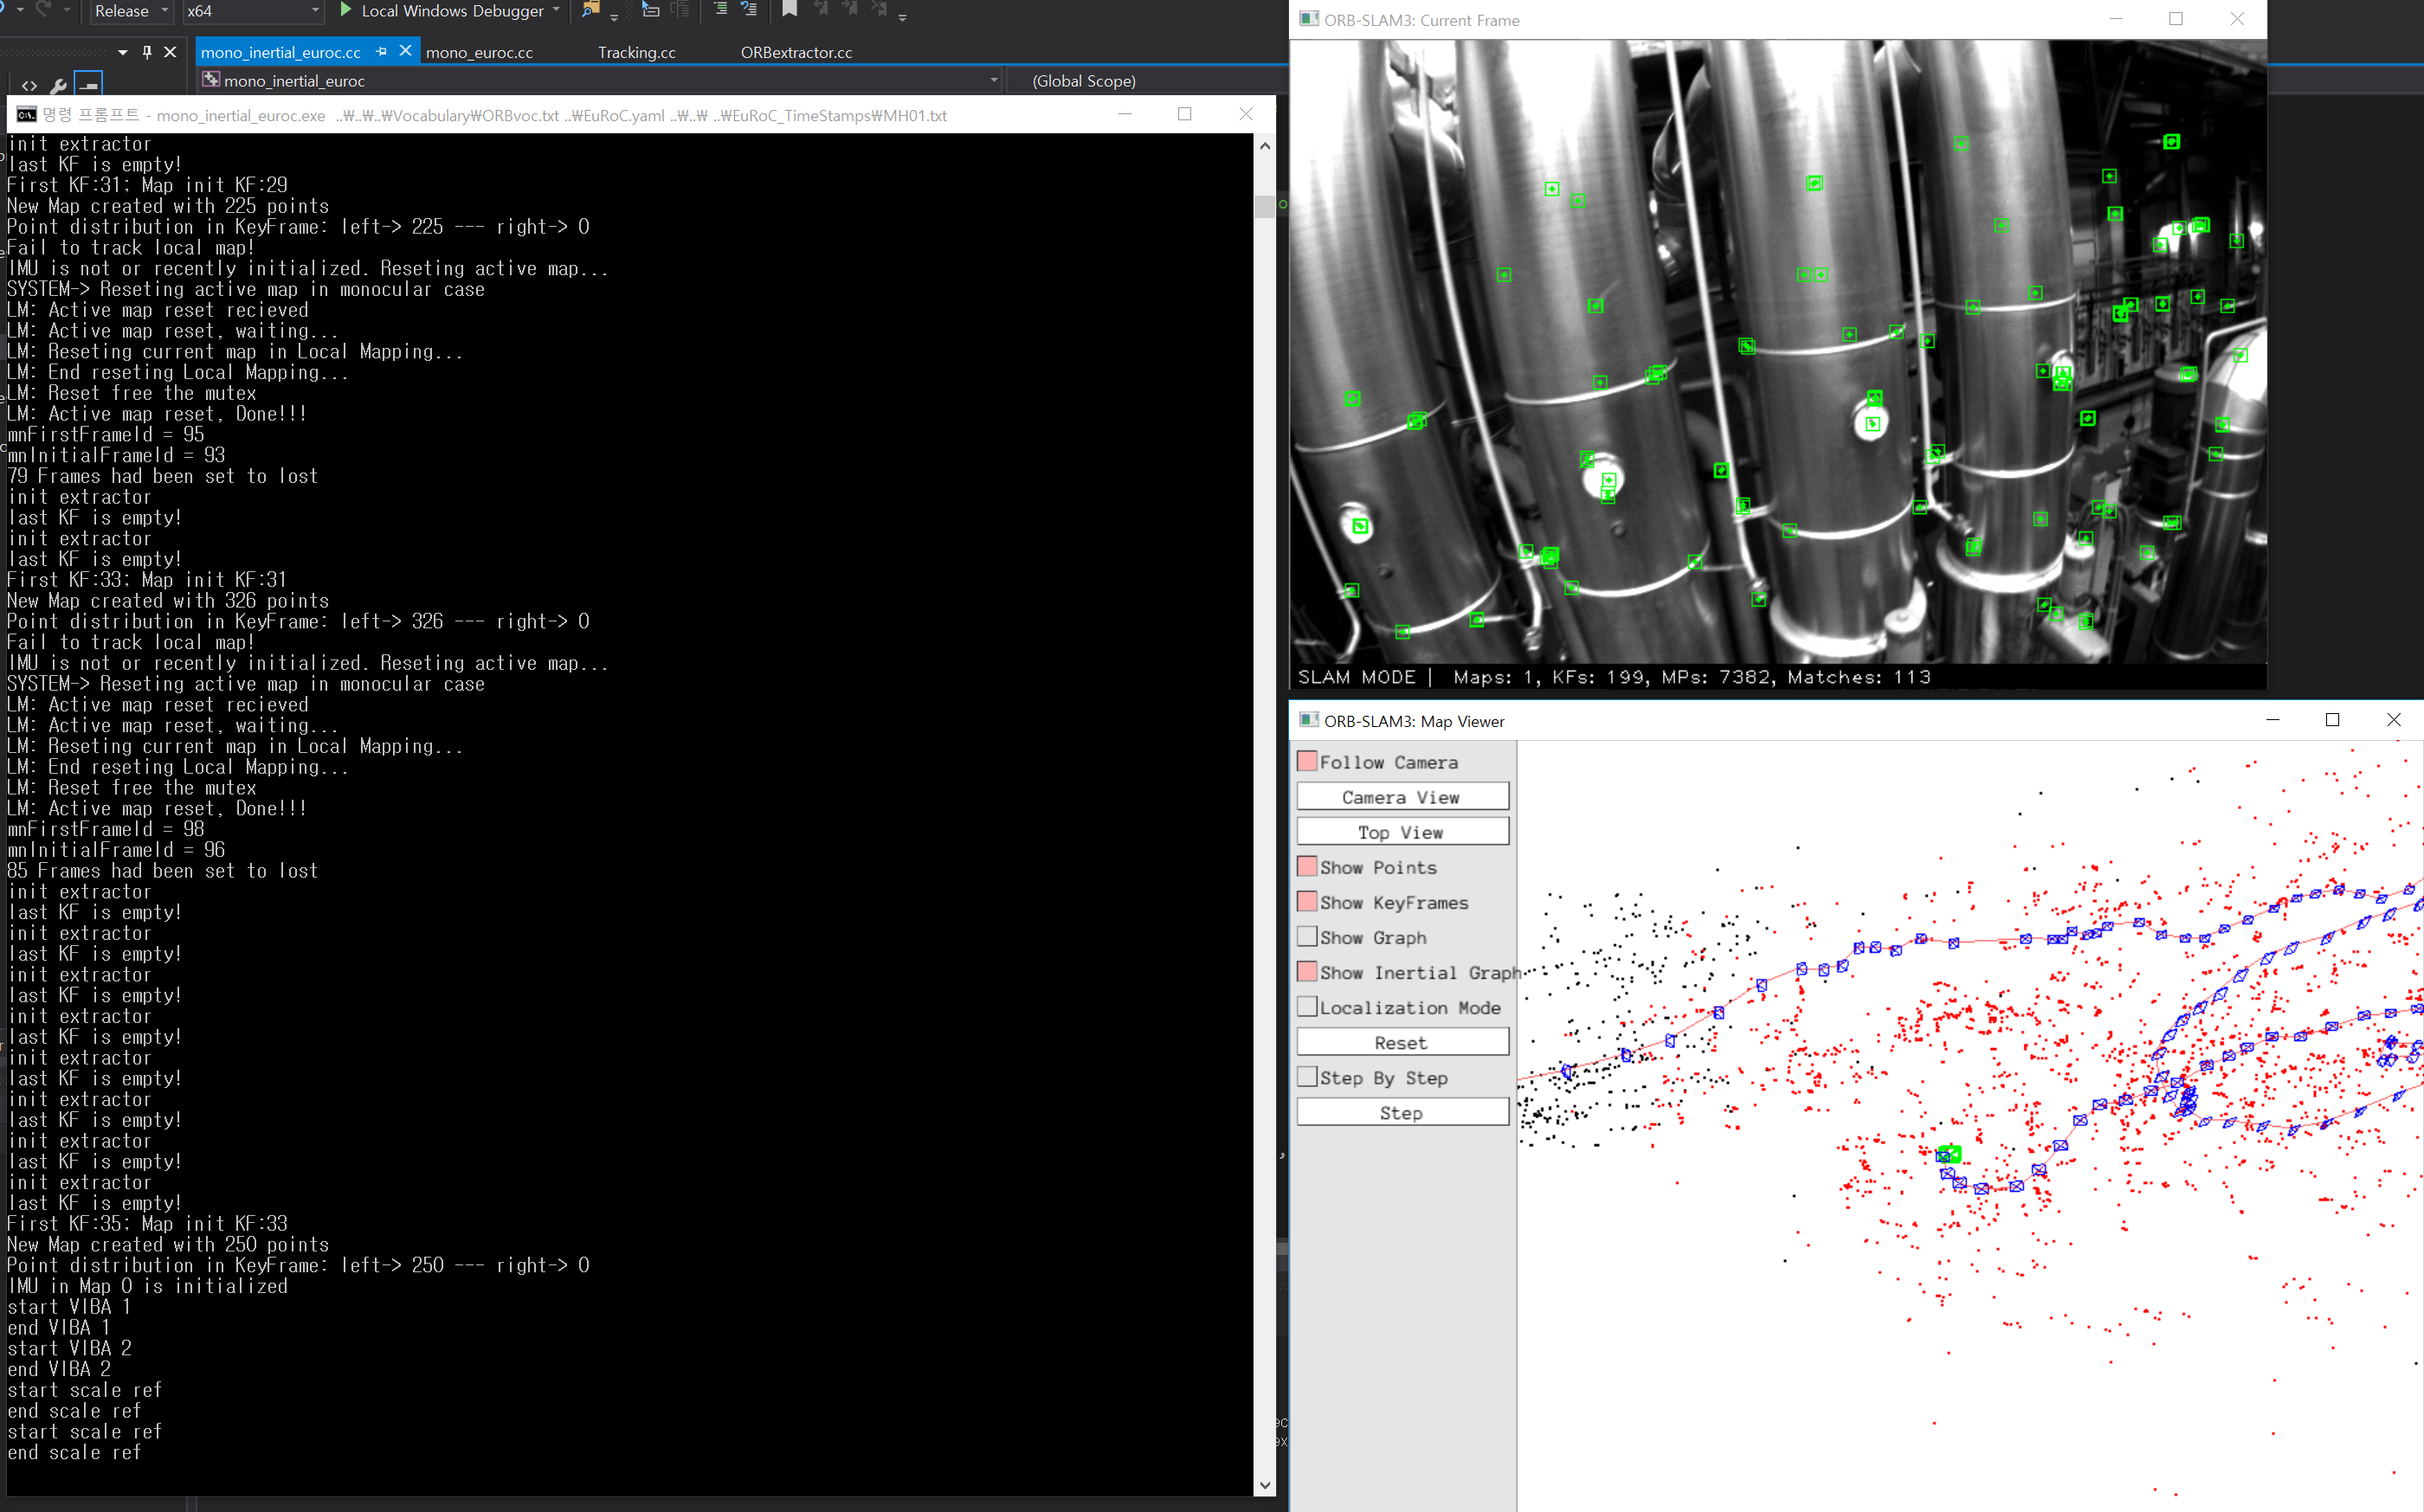 Release
x64
Local Windows Debugger
mono_inertial_euroc.cc
mono_euroc.cc
Tracking.cc
ORBextractor.cc
mono_inertial_euroc
(Global Scope)
명령 프롬프트 - mono_inertial_euroc.exe ..₩..₩..₩Vocabulary₩ORBvoc.txt ..₩EuRoC.yaml ..₩..₩ ..₩EuRoC_TimeStamps₩MH01.txt
init extractor
last KF is empty!
First KF:31; Map init KF:29
New Map created with 225 points
Point distribution in KeyFrame: left-> 225 --- right-> 0
Fail to track local map!
IMU is not or recently initialized. Reseting active map...
SYSTEM-> Reseting active map in monocular case
LM: Active map reset recieved
LM: Active map reset, waiting...
LM: Reseting current map in Local Mapping...
LM: End reseting Local Mapping...
LM: Reset free the mutex
LM: Active map reset, Done!!!
mnFirstFrameId = 95
mnInitialFrameId = 93
79 Frames had been set to lost
init extractor
last KF is empty!
init extractor
last KF is empty!
First KF:33; Map init KF:31
New Map created with 326 points
Point distribution in KeyFrame: left-> 326 --- right-> 0
Fail to track local map!
IMU is not or recently initialized. Reseting active map...
SYSTEM-> Reseting active map in monocular case
LM: Active map reset recieved
LM: Active map reset, waiting...
LM: Reseting current map in Local Mapping...
LM: End reseting Local Mapping...
LM: Reset free the mutex
LM: Active map reset, Done!!!
mnFirstFrameId = 98
mnInitialFrameId = 96
85 Frames had been set to lost
init extractor
last KF is empty!
init extractor
last KF is empty!
init extractor
last KF is empty!
init extractor
last KF is empty!
init extractor
last KF is empty!
init extractor
last KF is empty!
init extractor
last KF is empty!
init extractor
last KF is empty!
First KF:35; Map init KF:33
New Map created with 250 points
Point distribution in KeyFrame: left-> 250 --- right-> 0
IMU in Map 0 is initialized
start VIBA 1
end VIBA 1
start VIBA 2
end VIBA 2
start scale ref
end scale ref
start scale ref
end scale ref
ORB-SLAM3: Current Frame
SLAM MODE | Maps: 1, KFs: 199, MPs: 7382, Matches: 113
ORB-SLAM3: Map Viewer
Follow Camera
Camera View
Top View
Show Points
Show KeyFrames
Show Graph
Show Inertial Graph
Localization Mode
Reset
Step By Step
Step